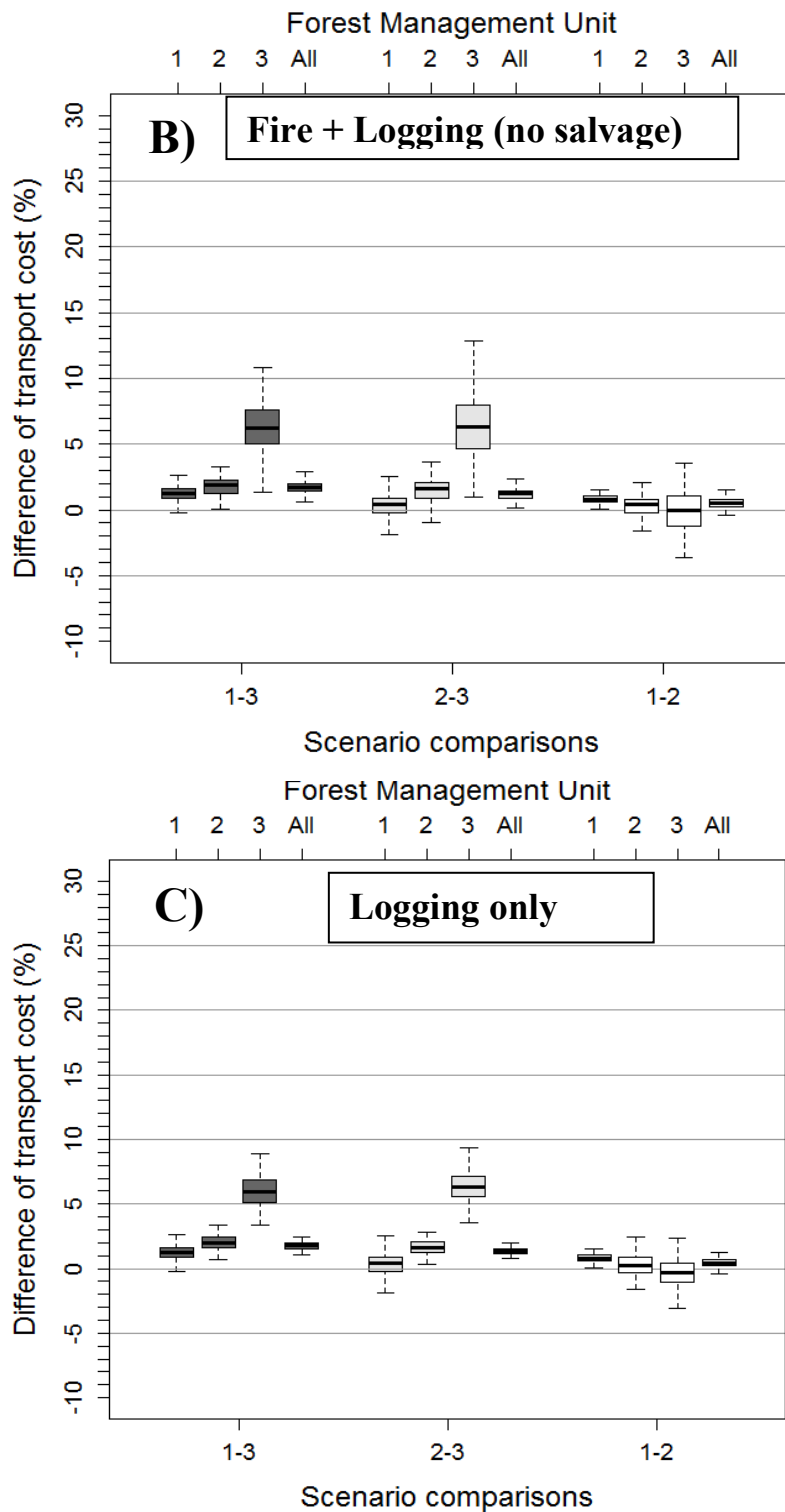 Forest Management Unit
1 2 3 All 1 2 3 All 1 2 3 All
B) Fire + Logging (no salvage)
Difference of transport cost (%)
30
25
20
15
10
5
0
-5
-10
1-3 2-3 1-2
Scenario comparisons
Forest Management Unit
1 2 3 All 1 2 3 All 1 2 3 All
C) Logging only
Difference of transport cost (%)
30
25
20
15
10
5
0
-5
-10
1-3 2-3 1-2
Scenario comparisons